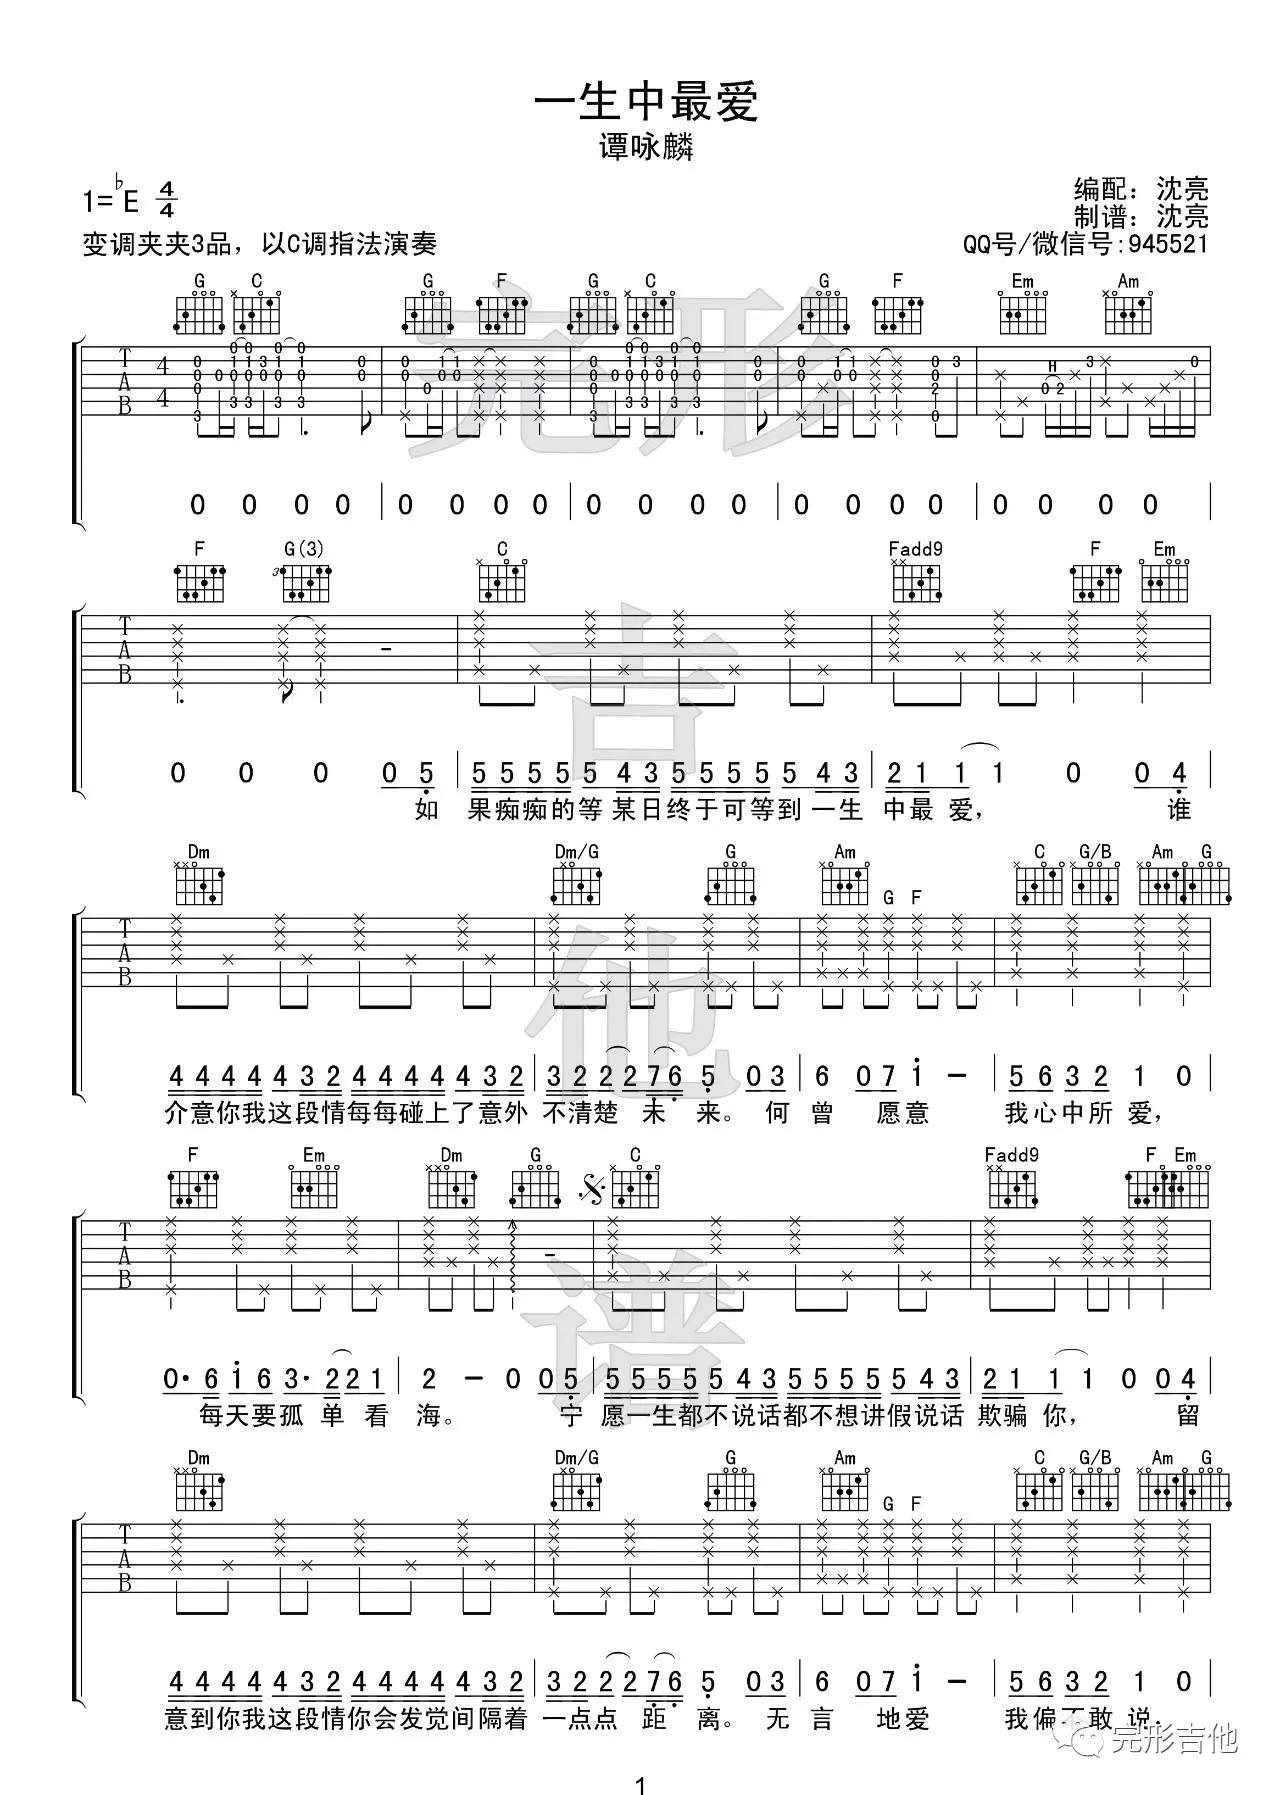 一生中最爱
谭咏麟
1=♭E 4/4
编配：沈亮
制谱：沈亮
变调夹夹3品，以C调指法演奏
QQ号/微信号:945521
G C G F G C G F Em Am
0 0 0 0 0 0 0 0 0 0 0 0 0 0 0 0 0 0 0 0
F G(3) C Fadd9 F Em
0 0 0 0 5 5 5 5 5 5 4 3 5 5 5 5 5 4 3 2 1 1 1 0 0 4
如 果痴痴的等某日终于可等到一生 中最爱， 谁
Dm Dm/G G Am G F C G/B Am G
4 4 4 4 4 3 2 4 4 4 4 4 3 2 3 2 2 2 7 6 5 0 3 6 0 7 1 - 5 6 3 2 1 0
介意你我这段情每每碰上了意外 不清楚 未 来。 何 曾 愿意 我心中所爱，
F Em Dm G C Fadd9 F Em
0· 6 1 6 3· 2 2 1 2 - 0 0 5 5 5 5 5 5 4 3 5 5 5 5 5 4 3 2 1 1 1 0 0 4
每天要孤 单 看 海。 宁 愿一生都不说话都不想讲假说话 欺骗你， 留
Dm Dm/G G Am G F C G/B Am G
4 4 4 4 4 3 2 4 4 4 4 4 3 2 3 2 2 2 7 6 5 0 3 6 0 7 1 - 5 6 3 2 1 0
意到你我这段情你会发觉间隔着 一点点 距 离。 无 言 地爱 我偏不敢说，
完形吉他谱
完形吉他
1